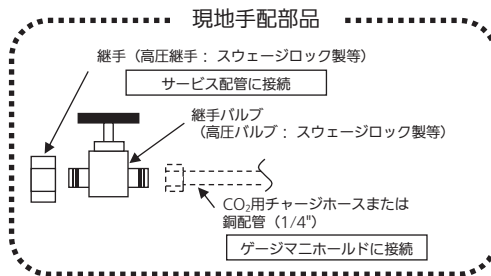 現地手配部品
継手（高圧継手： スウェージロック製等）
サービス配管に接続
継手バルブ
（高圧バルブ： スウェージロック製等）
CO₂用チャージホースまたは
銅配管（1/4"）
ゲージマニホールドに接続